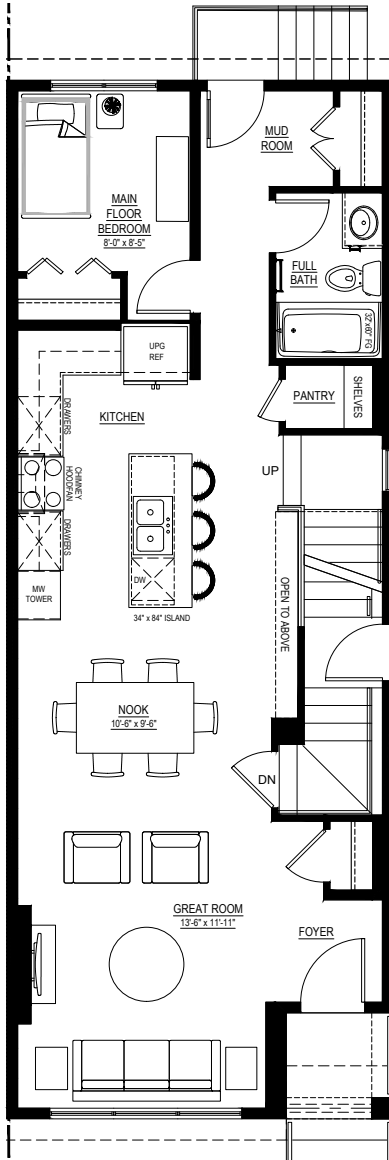 MUD
ROOM
MAIN
FLOOR
BEDROOM
8'-0" x 8'-5"
FULL
BATH
32"x60" FG
UPG
REF
PANTRY
SHELVES
KITCHEN
DRAWERS
CHIMNEY
HOODFAN
DRAWERS
MW
TOWER
UP
DW
34" x 84" ISLAND
OPEN TO ABOVE
NOOK
10'-6" x 9'-6"
DN
GREAT ROOM
13'-6" x 11'-11"
FOYER